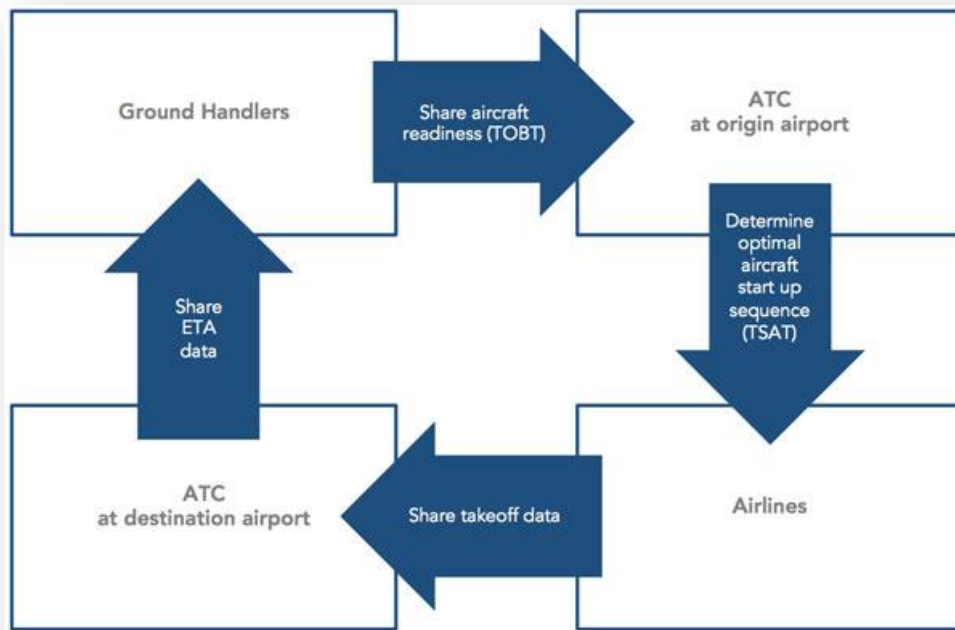 Ground Handlers
Share aircraft
readiness (TOBT)
ATC
at origin airport
Determine
optimal
aircraft
start up
sequence
(TSAT)
Share
ETA
data
ATC
at destination airport
Share takeoff data
Airlines